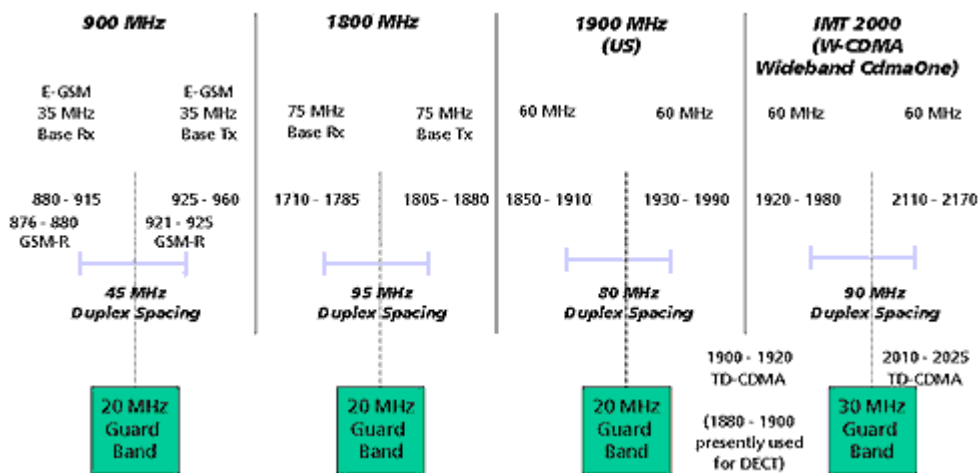 900 MHz
E-GSM
35 MHz
Base Rx
E-GSM
35 MHz
Base Tx
880 - 915
925 - 960
876 - 880
GSM-R
921 - 925
GSM-R
45 MHz
Duplex Spacing
20 MHz
Guard
Band
1800 MHz
75 MHz
Base Rx
75 MHz
Base Tx
1710 - 1785
1805 - 1880
95 MHz
Duplex Spacing
20 MHz
Guard
Band
1900 MHz
(US)
60 MHz
60 MHz
1850 - 1910
1930 - 1990
80 MHz
Duplex Spacing
20 MHz
Guard
Band
IMT 2000
(W-CDMA
Wideband CdmaOne)
60 MHz
60 MHz
1920 - 1980
2110 - 2170
90 MHz
Duplex Spacing
1900 - 1920
TD-CDMA
(1880 - 1900
presently used
for DECT)
2010 - 2025
TD-CDMA
30 MHz
Guard
Band